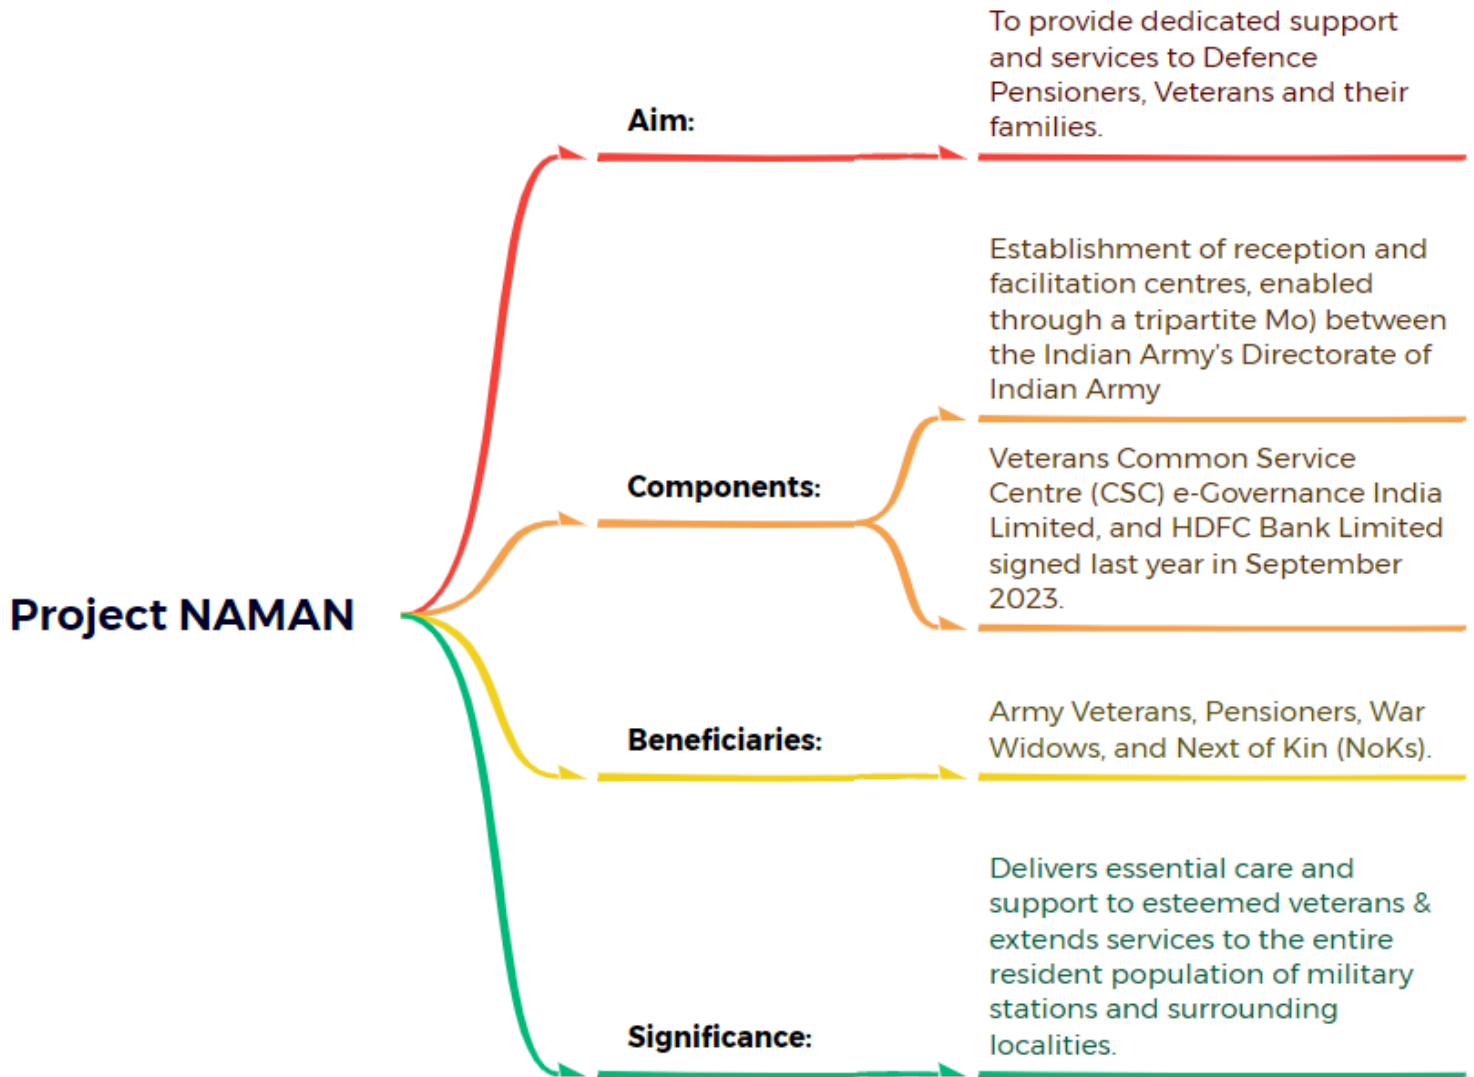 Project NAMAN
Aim:
To provide dedicated support
and services to Defence
Pensioners, Veterans and their
families.
Components:
Establishment of reception and
facilitation centres, enabled
through a tripartite Mo) between
the Indian Army's Directorate of
Indian Army
Veterans Common Service
Centre (CSC) e-Governance India
Limited, and HDFC Bank Limited
signed last year in September
2023.
Beneficiaries:
Army Veterans, Pensioners, War
Widows, and Next of Kin (NoKs).
Significance:
Delivers essential care and
support to esteemed veterans &
extends services to the entire
resident population of military
stations and surrounding
localities.